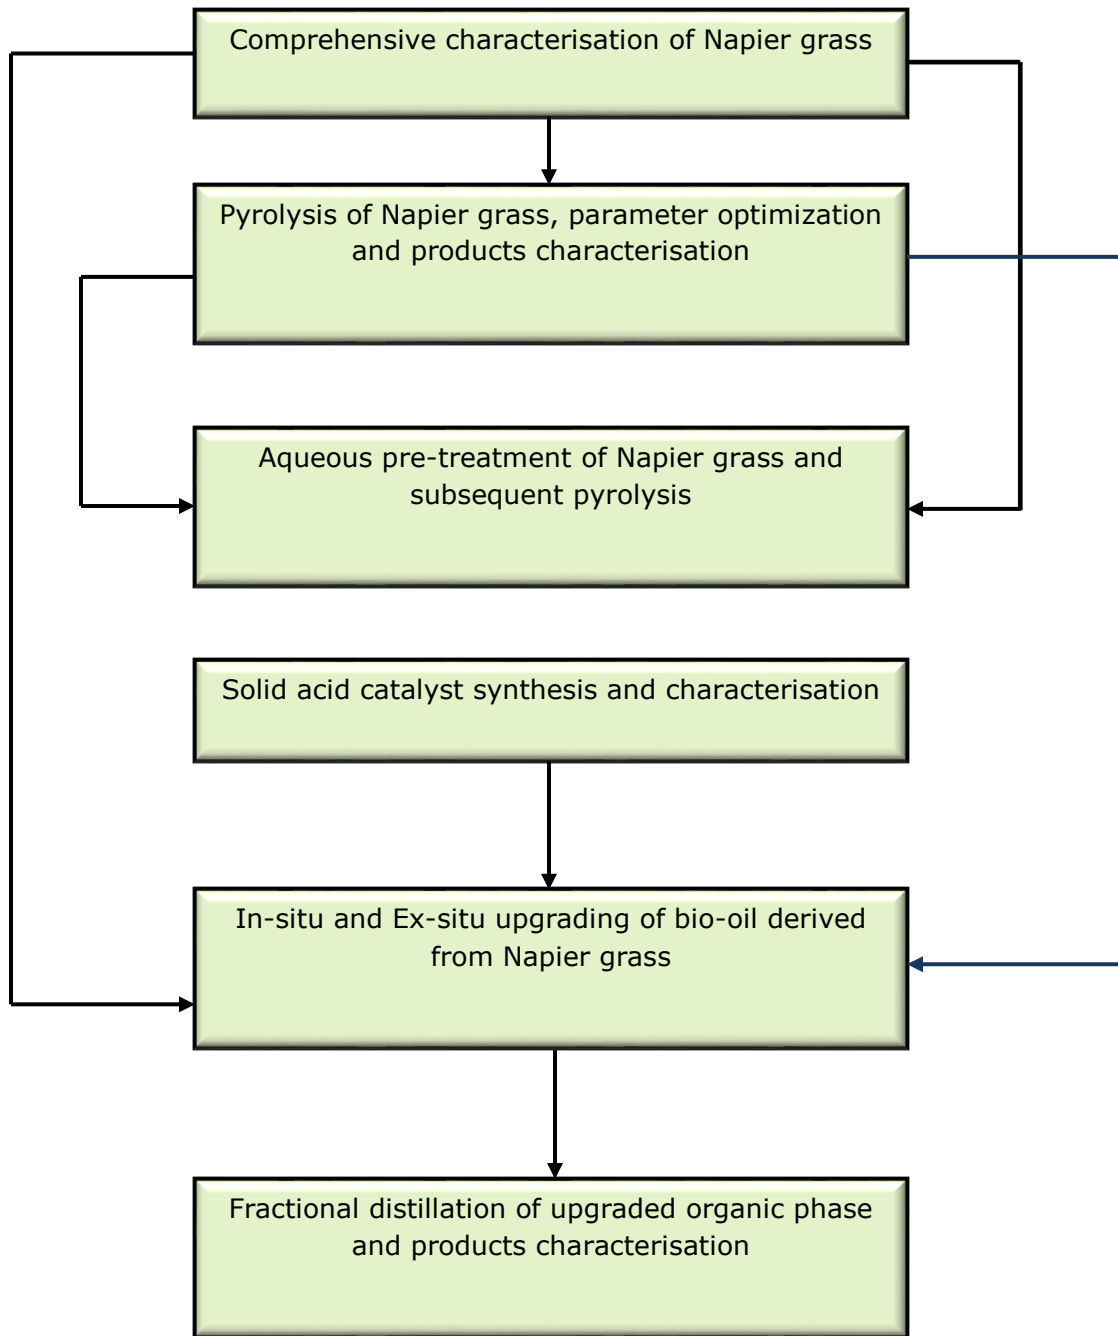 Comprehensive characterisation of Napier grass
Pyrolysis of Napier grass, parameter optimization
and products characterisation
Aqueous pre-treatment of Napier grass and
subsequent pyrolysis
Solid acid catalyst synthesis and characterisation
In-situ and Ex-situ upgrading of bio-oil derived
from Napier grass
Fractional distillation of upgraded organic phase
and products characterisation